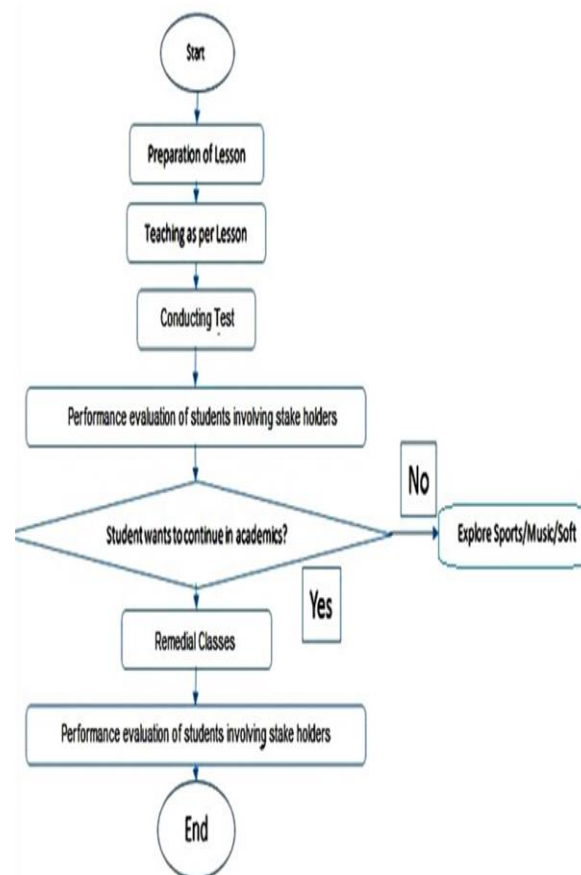 Start
Preparation of Lesson
Teaching as per Lesson
Conducting Test
Performance evaluation of students involving stake holders
No
Student wants to continue in academics?
Explore Sports/Music/Soft
Yes
Remedial Classes
Performance evaluation of students involving stake holders
End